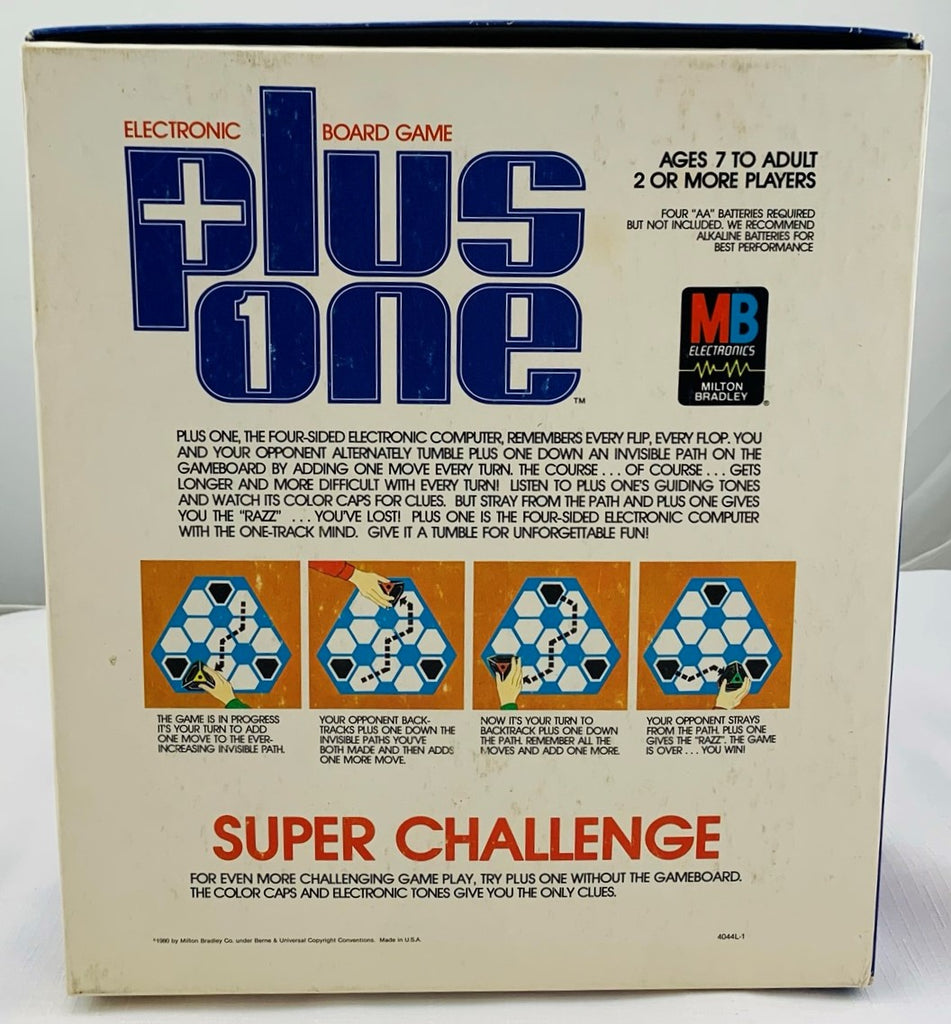 ELECTRONIC BOARD GAME
plus
one
TM
AGES 7 TO ADULT
2 OR MORE PLAYERS
FOUR "AA" BATTERIES REQUIRED
BUT NOT INCLUDED. WE RECOMMEND
ALKALINE BATTERIES FOR
BEST PERFORMANCE
MB
ELECTRONICS
MILTON
BRADLEY
®
PLUS ONE, THE FOUR-SIDED ELECTRONIC COMPUTER, REMEMBERS EVERY FLIP, EVERY FLOP. YOU
AND YOUR OPPONENT ALTERNATELY TUMBLE PLUS ONE DOWN AN INVISIBLE PATH ON THE
GAMEBOARD BY ADDING ONE MOVE EVERY TURN. THE COURSE . . . OF COURSE . . . GETS
LONGER AND MORE DIFFICULT WITH EVERY TURN! LISTEN TO PLUS ONE'S GUIDING TONES
AND WATCH ITS COLOR CAPS FOR CLUES. BUT STRAY FROM THE PATH AND PLUS ONE GIVES
YOU THE "RAZZ" . . . YOU'VE LOST! PLUS ONE IS THE FOUR-SIDED ELECTRONIC COMPUTER
WITH THE ONE-TRACK MIND. GIVE IT A TUMBLE FOR UNFORGETTABLE FUN!
THE GAME IS IN PROGRESS
IT'S YOUR TURN TO ADD
ONE MOVE TO THE EVER-
INCREASING INVISIBLE PATH.
YOUR OPPONENT BACK-
TRACKS PLUS ONE DOWN THE
INVISIBLE PATHS YOU'VE
BOTH MADE AND THEN ADDS
ONE MORE MOVE.
NOW IT'S YOUR TURN TO
BACKTRACK PLUS ONE DOWN
THE PATH. REMEMBER ALL THE
MOVES AND ADD ONE MORE.
YOUR OPPONENT STRAYS
FROM THE PATH. PLUS ONE
GIVES THE "RAZZ". THE GAME
IS OVER . . . YOU WIN!
SUPER CHALLENGE
FOR EVEN MORE CHALLENGING GAME PLAY, TRY PLUS ONE WITHOUT THE GAMEBOARD.
THE COLOR CAPS AND ELECTRONIC TONES GIVE YOU THE ONLY CLUES.
©1980 by Milton Bradley Co. under Berne & Universal Copyright Conventions. Made in U.S.A.
4044L-1